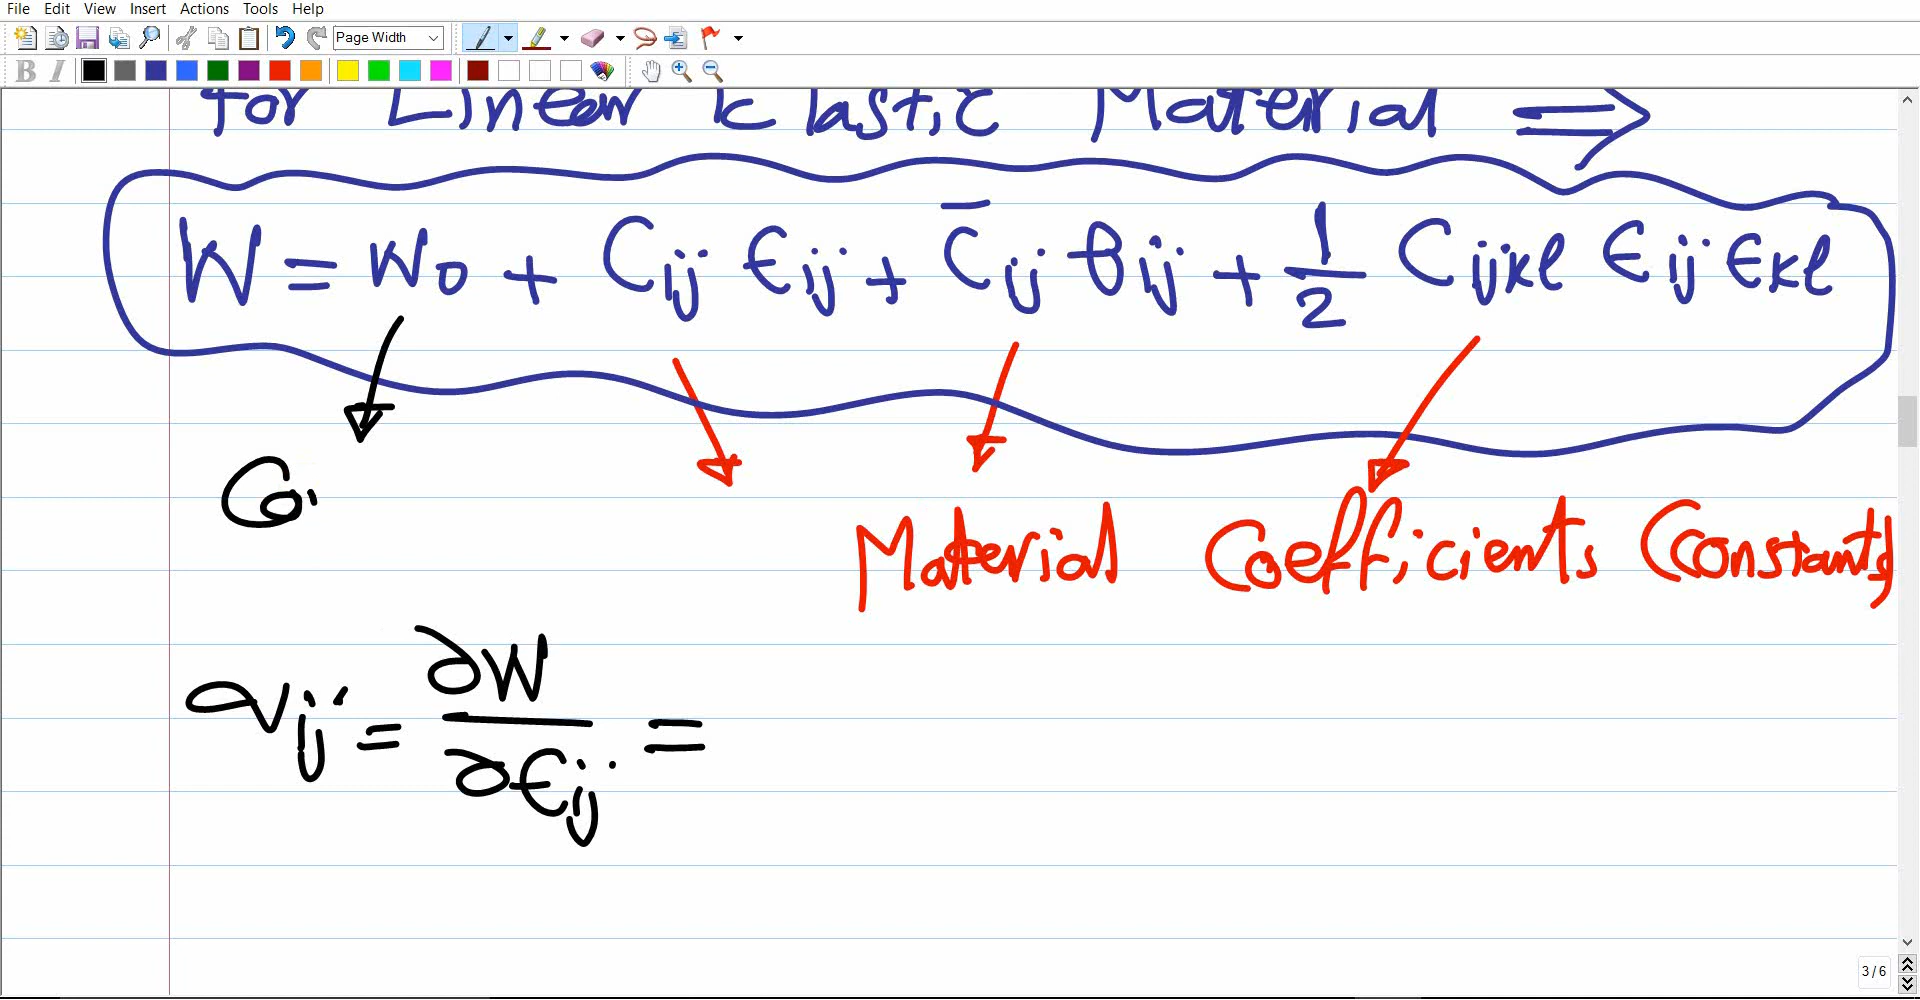 File Edit View Insert Actions Tools Help
Page Width
B I
for Linear Elastic Material ⟹
W = W₀ + Cᵢⱼ ϵᵢⱼ + C̅ᵢⱼ θᵢⱼ + 1/2 Cᵢⱼₖₗ ϵᵢⱼ ϵₖₗ
Co
Material Coefficients (Constants)
σᵢⱼ = ∂W/∂ϵᵢⱼ =
3 / 6